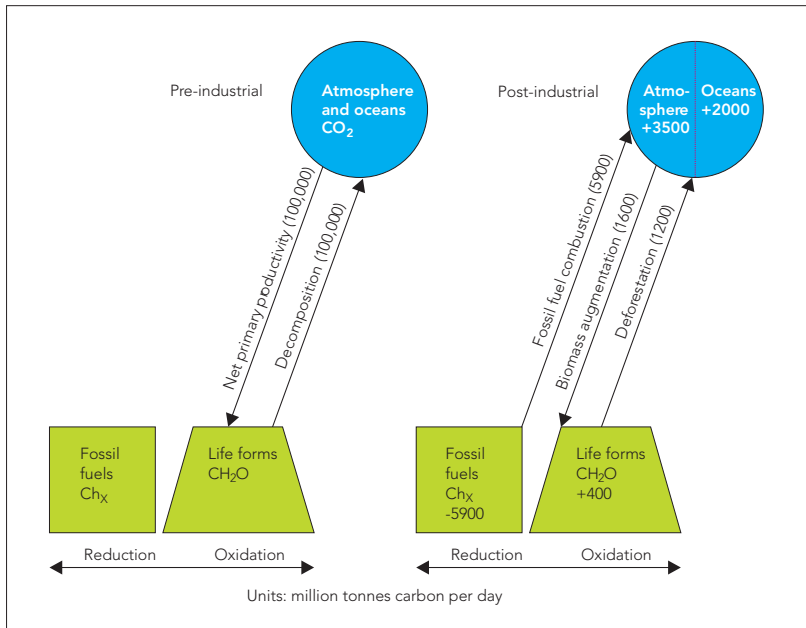 Pre-industrial
Atmosphere
and oceans
CO₂
Net primary productivity (100,000)
Decomposition (100,000)
Fossil
fuels
Chₓ
Life forms
CH₂O
Reduction
Oxidation
Post-industrial
Atmo-
sphere
+3500
Oceans
+2000
Fossil fuel combustion (5900)
Biomass augmentation (1600)
Deforestation (1200)
Fossil
fuels
Chₓ
-5900
Life forms
CH₂O
+400
Reduction
Oxidation
Units: million tonnes carbon per day